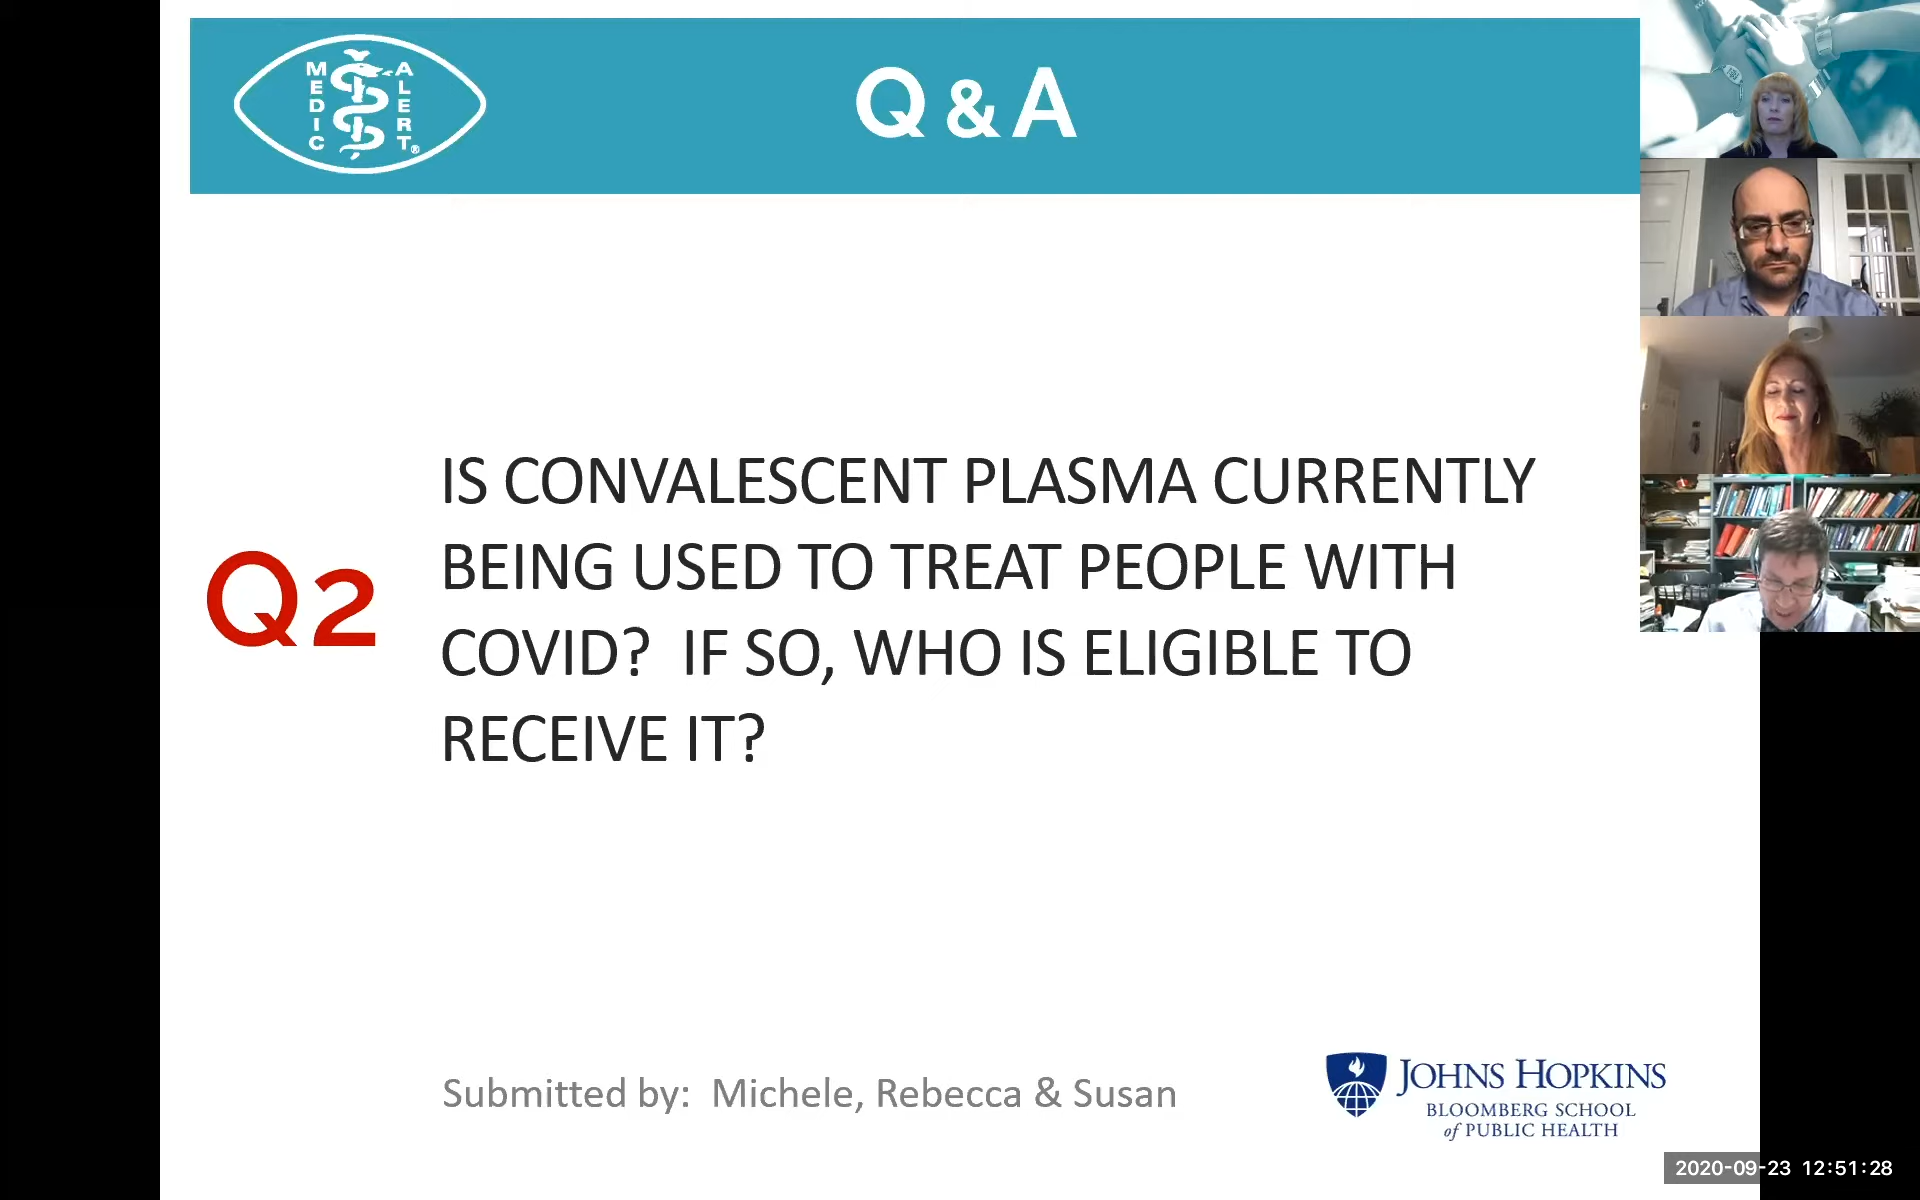 MEDIC ALERT®
Q & A
Q2
IS CONVALESCENT PLASMA CURRENTLY
BEING USED TO TREAT PEOPLE WITH
COVID?  IF SO, WHO IS ELIGIBLE TO
RECEIVE IT?
Submitted by:  Michele, Rebecca & Susan
JOHNS HOPKINS
BLOOMBERG SCHOOL
of PUBLIC HEALTH
2020-09-23 12:51:28